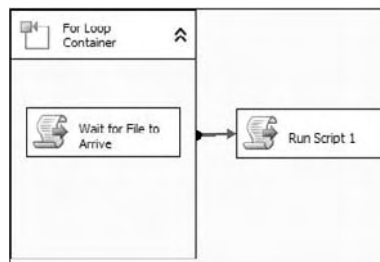 For Loop
Container
Wait for File to
Arrive
Run Script 1